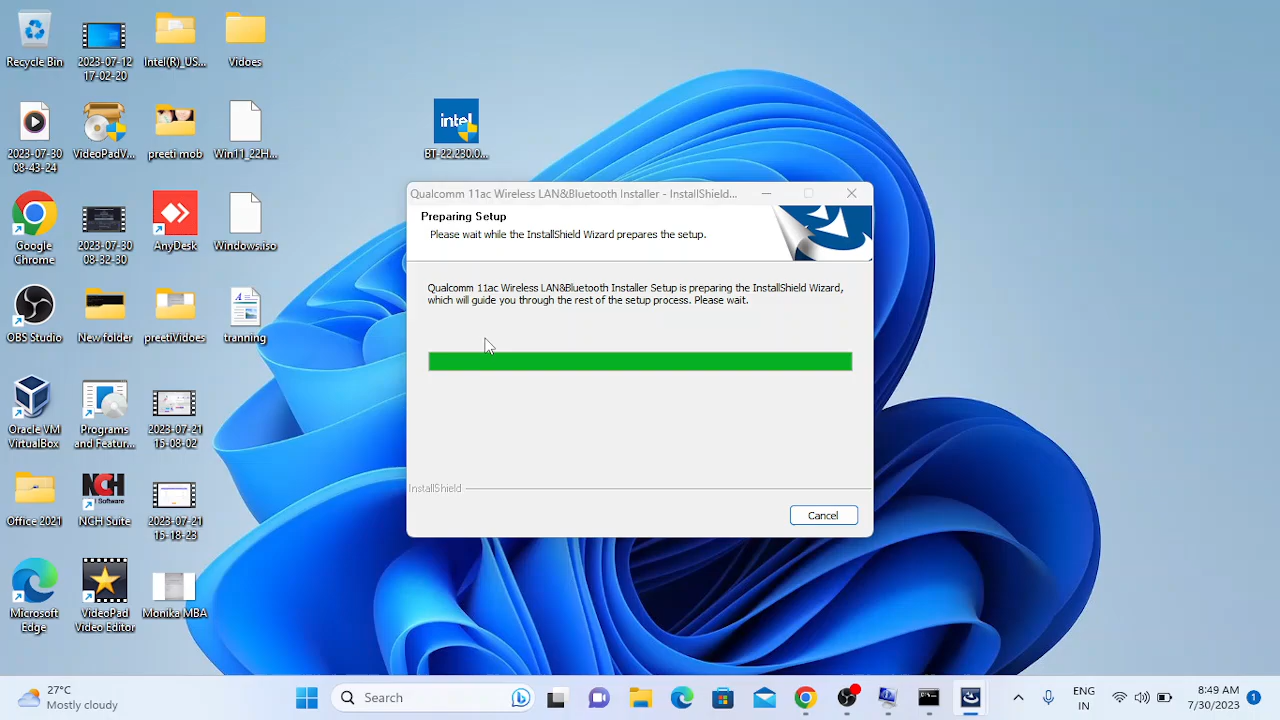 Recycle Bin
2023-07-12
17-02-20
Intel(R)_US...
Vidoes
2023-07-30
08-43-24
VideoPadV...
preeti mob
Win11_22H...
intel
BT-22.230.0...
Google
Chrome
2023-07-30
08-32-30
AnyDesk
Windows.iso
OBS Studio
New folder
preetiVidoes
tranning
Oracle VM
VirtualBox
Programs
and Featur...
2023-07-21
15-08-02
Office 2021
NCH
Software
NCH Suite
2023-07-21
15-18-23
Microsoft
Edge
VideoPad
Video Editor
Monika MBA
Qualcomm 11ac Wireless LAN&Bluetooth Installer - InstallShield...
Preparing Setup
Please wait while the InstallShield Wizard prepares the setup.
Qualcomm 11ac Wireless LAN&Bluetooth Installer Setup is preparing the InstallShield Wizard,
which will guide you through the rest of the setup process. Please wait.
InstallShield
Cancel
27°C
Mostly cloudy
Search
ENG
IN
8:49 AM
7/30/2023
1